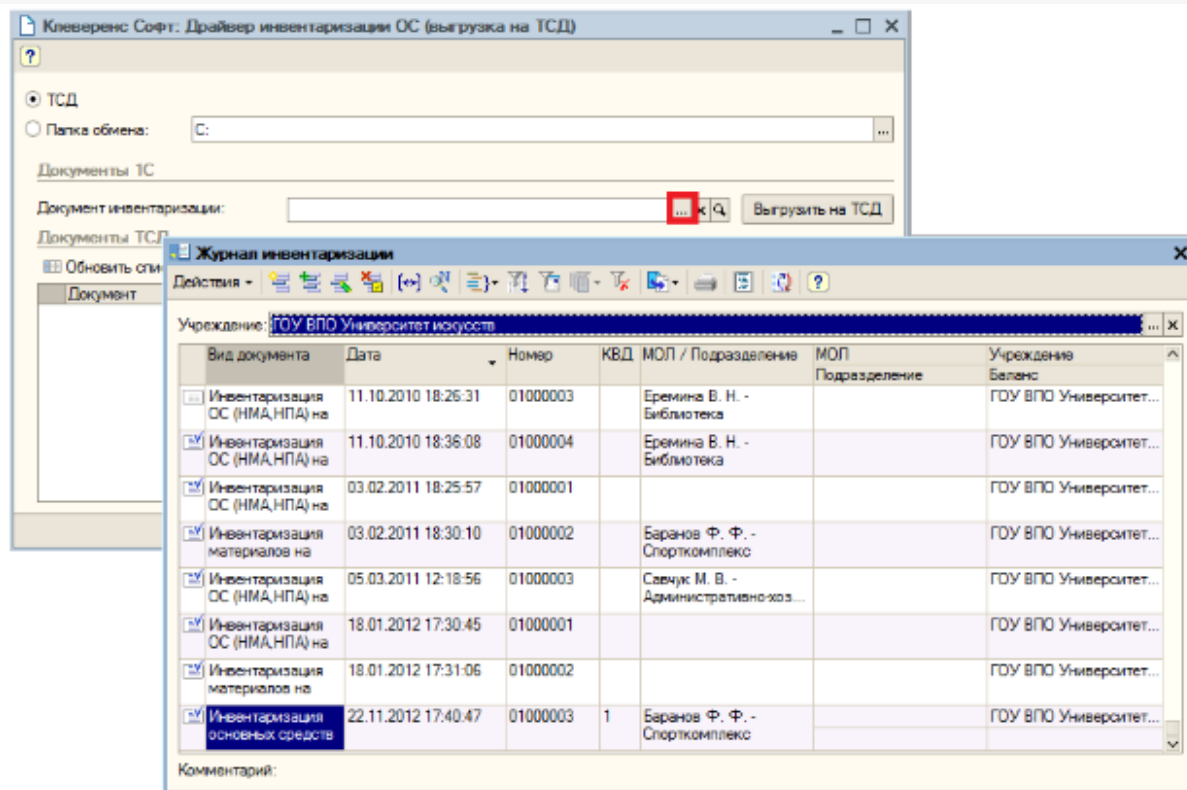 Клеверенс Софт: Драйвер инвентаризации ОС (выгрузка на ТСД)
?
ТСД
Папка обмена: C: ...
Документы 1С
Документ инвентаризации: ... x Выгрузить на ТСД
Документы ТСД
Обновить спи
Документ
Журнал инвентаризации
Действия
?
Учреждение: ГОУ ВПО Университет искусств ... x
Вид документа Дата Номер КВД МОЛ / Подразделение МОЛ Учреждение
Подразделение Баланс
Инвентаризация 11.10.2010 18:26:31 01000003 Еремина В. Н. - ГОУ ВПО Университет...
ОС (НМА,НПА) на Библиотека
Инвентаризация 11.10.2010 18:36:08 01000004 Еремина В. Н. - ГОУ ВПО Университет...
ОС (НМА,НПА) на Библиотека
Инвентаризация 03.02.2011 18:25:57 01000001 ГОУ ВПО Университет...
ОС (НМА,НПА) на
Инвентаризация 03.02.2011 18:30:10 01000002 Баранов Ф. Ф. - ГОУ ВПО Университет...
материалов на Спорткомплекс
Инвентаризация 05.03.2011 12:18:56 01000003 Савчук М. В. - ГОУ ВПО Университет...
ОС (НМА,НПА) на Административно-хоз...
Инвентаризация 18.01.2012 17:30:45 01000001 ГОУ ВПО Университет...
ОС (НМА,НПА) на
Инвентаризация 18.01.2012 17:31:06 01000002 ГОУ ВПО Университет...
материалов на
Инвентаризация 22.11.2012 17:40:47 01000003 1 Баранов Ф. Ф. - ГОУ ВПО Университет...
основных средств Спорткомплекс
Комментарий: